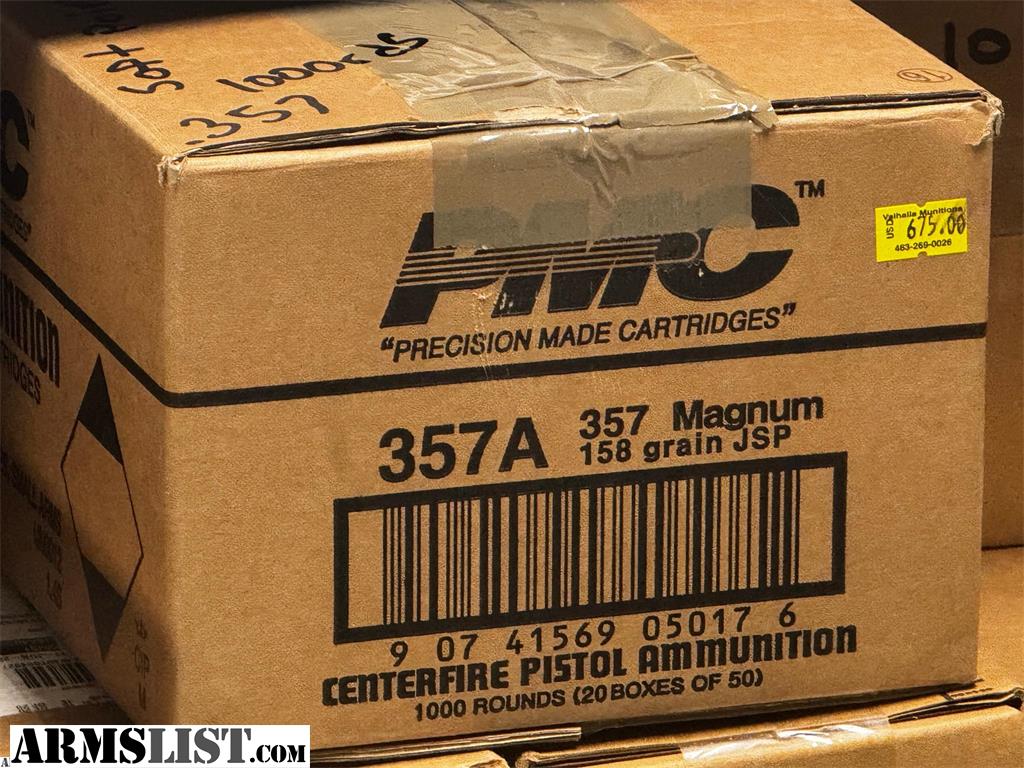 1000
.357
10
PMC™
"PRECISION MADE CARTRIDGES"
Valhalla Munitions
USD 675.00
463-269-0026
357A
357 Magnum
158 grain JSP
9 07 41569 05017 6
CENTERFIRE PISTOL AMMUNITION
1000 ROUNDS (20 BOXES OF 50)
ARMSLIST.COM